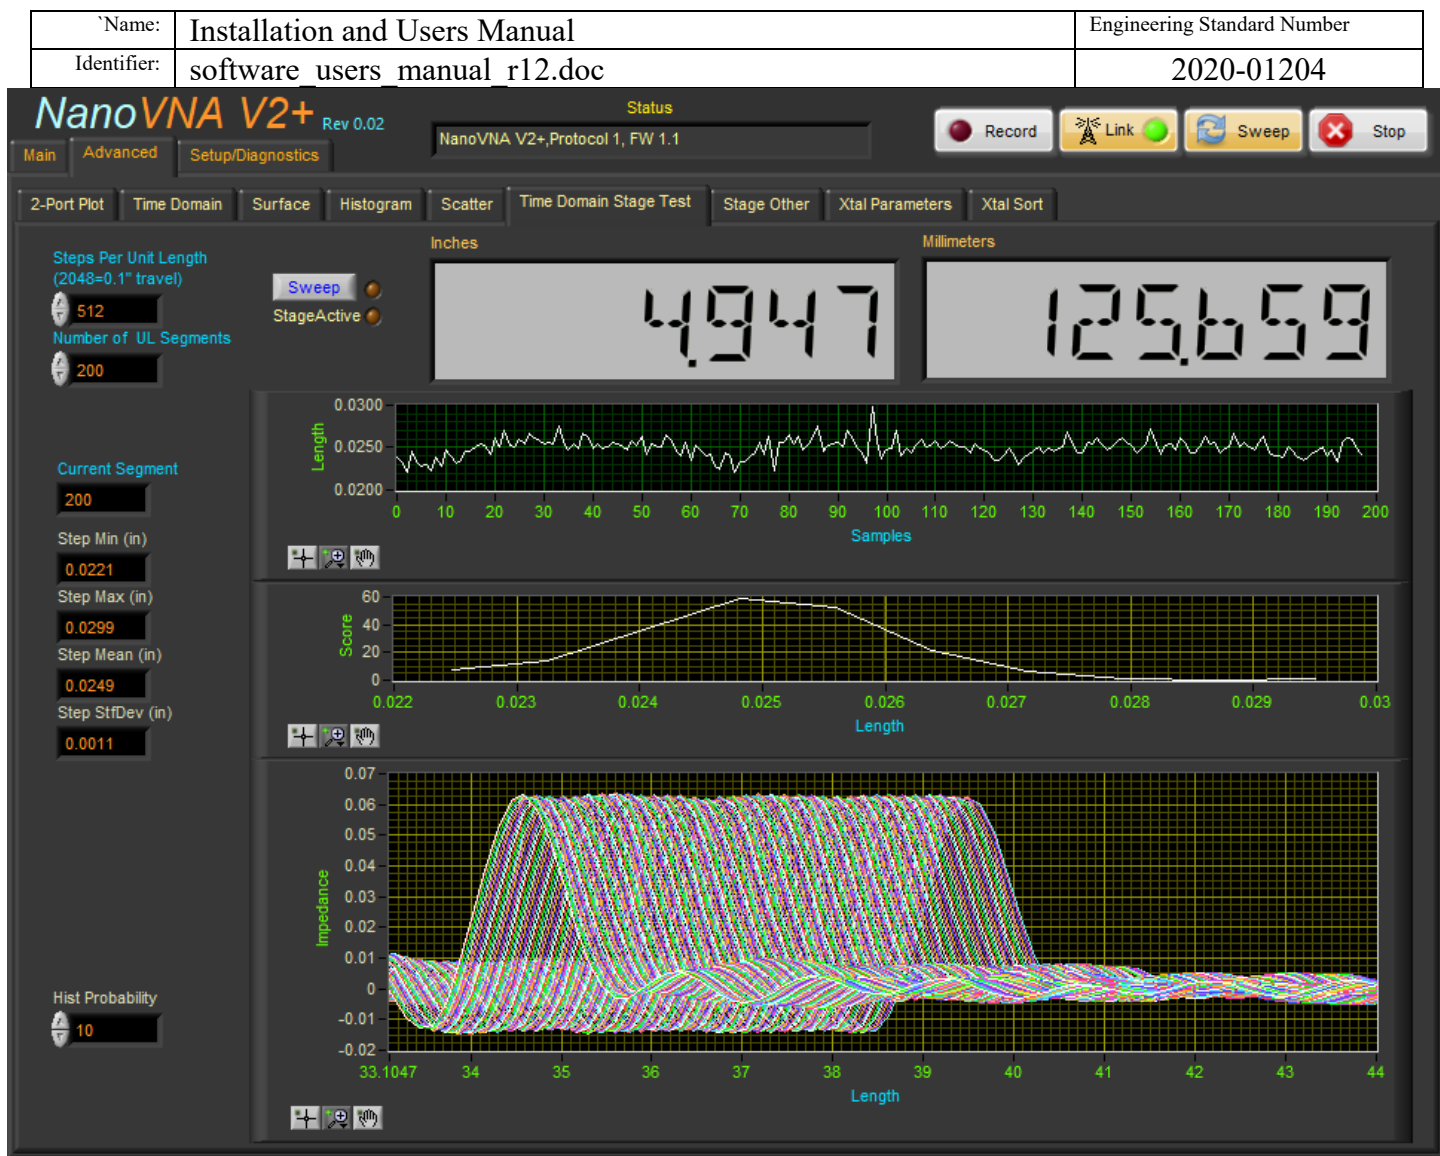 `Name: Installation and Users Manual Engineering Standard Number
Identifier: software_users_manual_r12.doc 2020-01204
NanoVNA V2+ Rev 0.02
Status
NanoVNA V2+,Protocol 1, FW 1.1
Record Link Sweep Stop
Main Advanced Setup/Diagnostics
2-Port Plot Time Domain Surface Histogram Scatter Time Domain Stage Test Stage Other Xtal Parameters Xtal Sort
Steps Per Unit Length
(2048=0.1" travel)
512
Number of UL Segments
200
Sweep
StageActive
Inches
4.947
Millimeters
125.659
Current Segment
200
Step Min (in)
0.0221
Step Max (in)
0.0299
Step Mean (in)
0.0249
Step StfDev (in)
0.0011
Hist Probability
10
Length
0.0300
0.0250
0.0200
0 10 20 30 40 50 60 70 80 90 100 110 120 130 140 150 160 170 180 190 200
Samples
Score
60
40
20
0
0.022 0.023 0.024 0.025 0.026 0.027 0.028 0.029 0.03
Length
Impedance
0.07
0.06
0.05
0.04
0.03
0.02
0.01
0
-0.01
-0.02
33.1047 34 35 36 37 38 39 40 41 42 43 44
Length